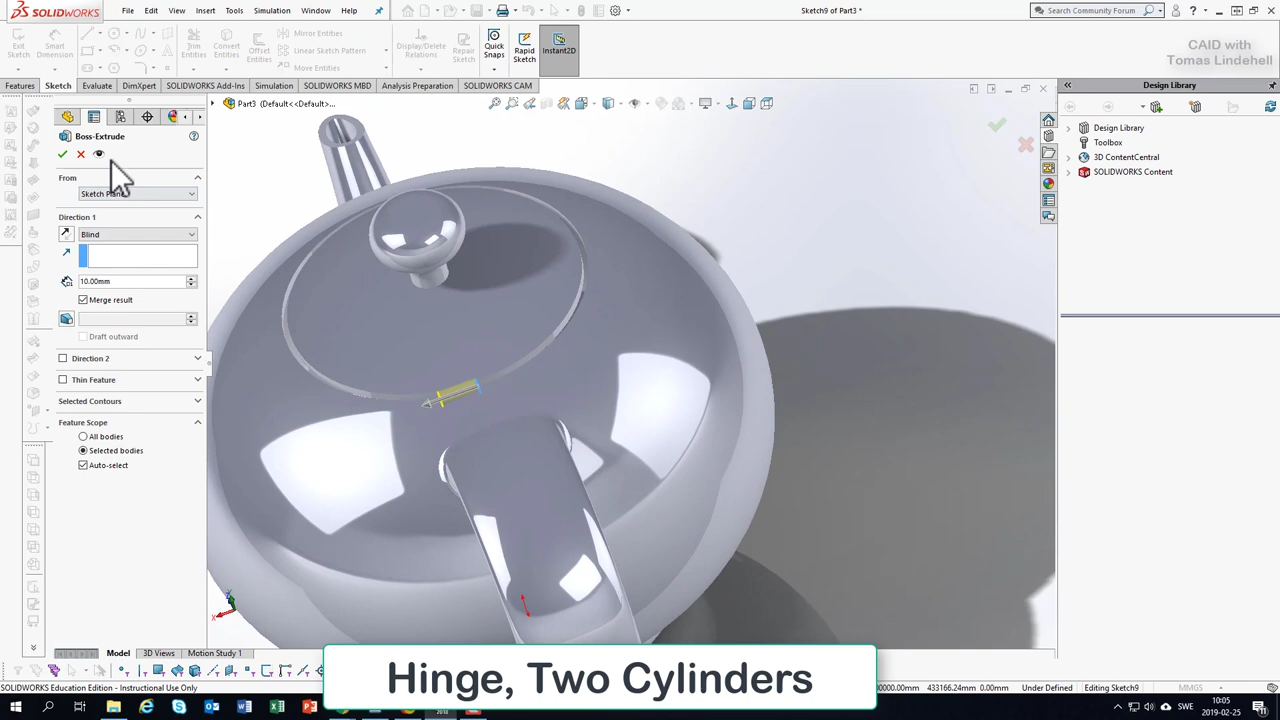 SOLIDWORKS
File Edit View Insert Tools Simulation Window Help
Sketch9 of Part3 *
Search Community Forum
Exit Sketch
Smart Dimension
Trim Entities
Convert Entities
Offset Entities
Mirror Entities
Linear Sketch Pattern
Move Entities
Display/Delete Relations
Repair Sketch
Quick Snaps
Rapid Sketch
Instant2D
CAID with
Tomas Lindehell
Features Sketch Evaluate DimXpert SOLIDWORKS Add-Ins Simulation SOLIDWORKS MBD Analysis Preparation SOLIDWORKS CAM
Design Library
Part3 (Default<<Default>...
Boss-Extrude
From
Sketch Plane
Direction 1
Blind
10.00mm
Merge result
Draft outward
Direction 2
Thin Feature
Selected Contours
Feature Scope
All bodies
Selected bodies
Auto-select
Design Library
Toolbox
3D ContentCentral
SOLIDWORKS Content
Model 3D Views Motion Study 1
Hinge, Two Cylinders
SOLIDWORKS Education Edition - Instructional Use Only
433166.24mm 0.00mm Under Defined Editing Sketch9 MMGS
SWE
10:05
2019-02-25